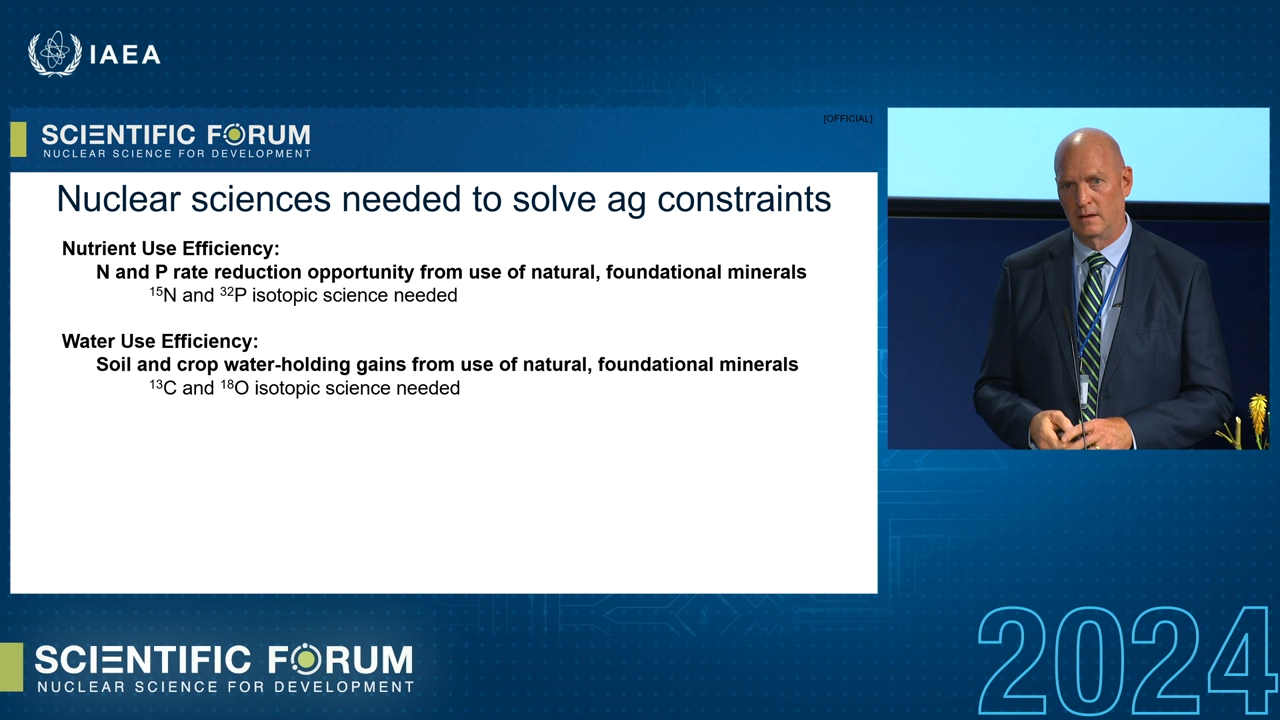 IAEA
SCIENTIFIC FORUM
NUCLEAR SCIENCE FOR DEVELOPMENT
[OFFICIAL]
Nuclear sciences needed to solve ag constraints
Nutrient Use Efficiency:
N and P rate reduction opportunity from use of natural, foundational minerals
¹⁵N and ³²P isotopic science needed
Water Use Efficiency:
Soil and crop water-holding gains from use of natural, foundational minerals
¹³C and ¹⁸O isotopic science needed
SCIENTIFIC FORUM
NUCLEAR SCIENCE FOR DEVELOPMENT
2024